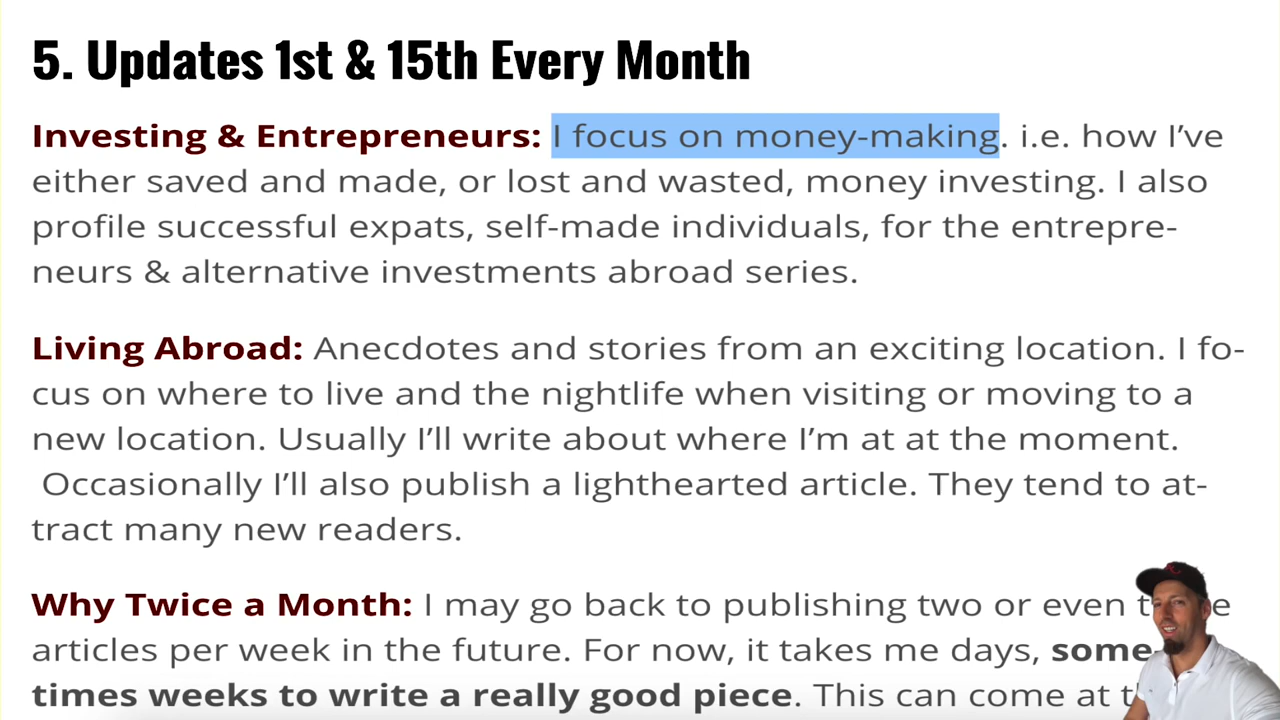 5. Updates 1st & 15th Every Month
Investing & Entrepreneurs: I focus on money-making. i.e. how I’ve
either saved and made, or lost and wasted, money investing. I also
profile successful expats, self-made individuals, for the entrepre-
neurs & alternative investments abroad series.
Living Abroad: Anecdotes and stories from an exciting location. I fo-
cus on where to live and the nightlife when visiting or moving to a
new location. Usually I’ll write about where I’m at at the moment.
Occasionally I’ll also publish a lighthearted article. They tend to at-
tract many new readers.
Why Twice a Month: I may go back to publishing two or even
articles per week in the future. For now, it takes me days, some
times weeks to write a really good piece. This can come at